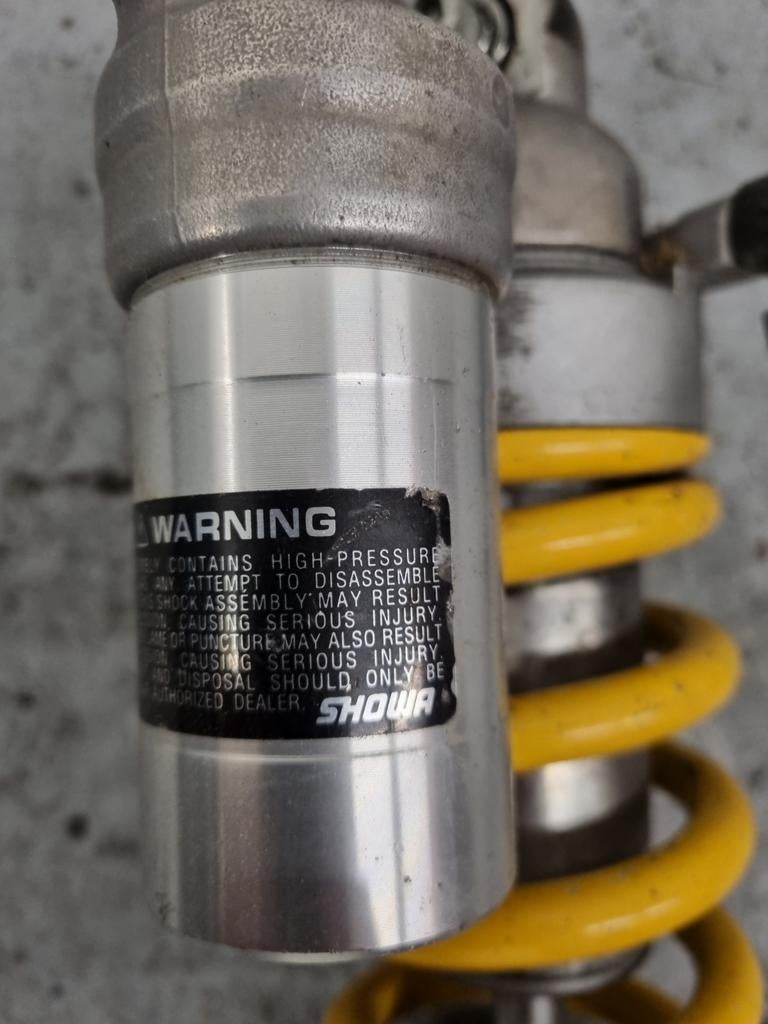 WARNING
CONTAINS HIGH-PRESSURE
ANY ATTEMPT TO DISASSEMBLE
SHOCK ASSEMBLY MAY RESULT
CAUSING SERIOUS INJURY.
OR PUNCTURE MAY ALSO RESULT
CAUSING SERIOUS INJURY.
AND DISPOSAL SHOULD ONLY BE
AUTHORIZED DEALER.
SHOWA